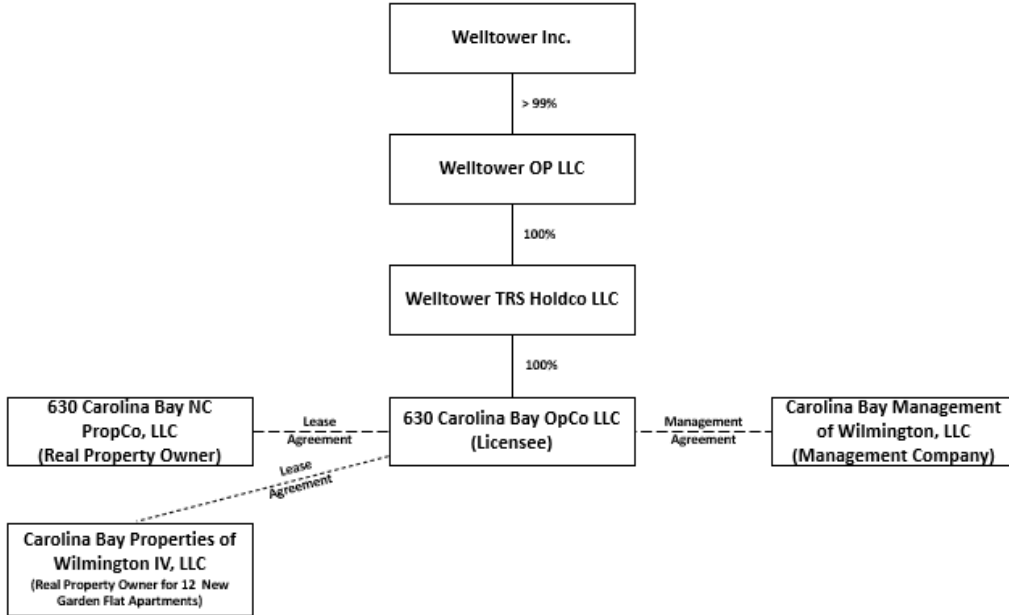 Welltower Inc.
> 99%
Welltower OP LLC
100%
Welltower TRS Holdco LLC
100%
630 Carolina Bay NC
PropCo, LLC
(Real Property Owner)
Lease
Agreement
630 Carolina Bay OpCo LLC
(Licensee)
Management
Agreement
Carolina Bay Management
of Wilmington, LLC
(Management Company)
Lease
Agreement
Carolina Bay Properties of
Wilmington IV, LLC
(Real Property Owner for 12 New
Garden Flat Apartments)